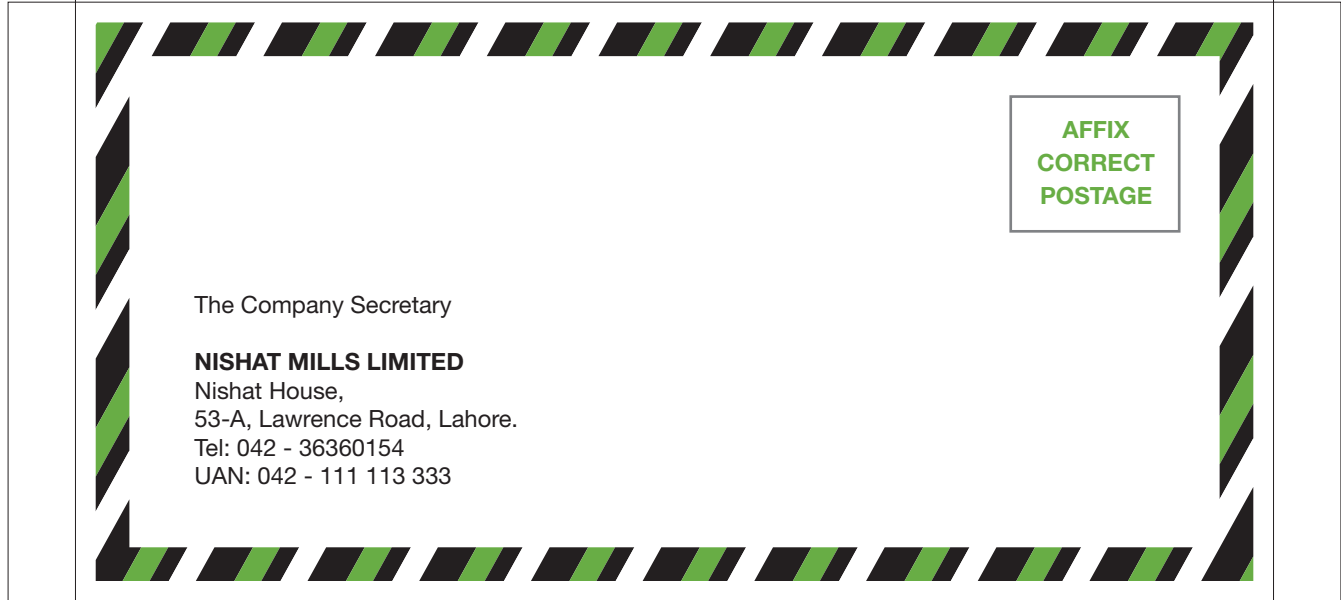 AFFIX
CORRECT
POSTAGE
The Company Secretary
NISHAT MILLS LIMITED
Nishat House,
53-A, Lawrence Road, Lahore.
Tel: 042 - 36360154
UAN: 042 - 111 113 333